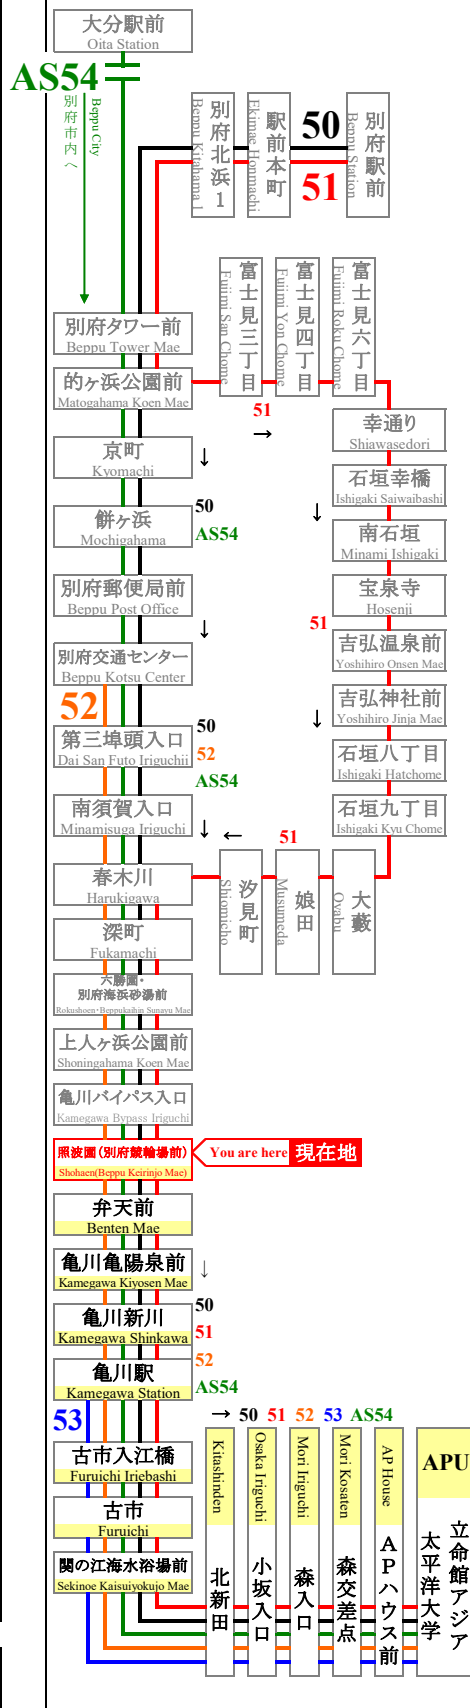 大分駅前
Oita Station
AS54
別府市内へ
Beppu City
別府北浜1
Beppu Kitahama 1
駅前本町
Ekimae Honmachi
50
51
別府駅前
Beppu Station
別府タワー前
Beppu Tower Mae
的ヶ浜公園前
Matogahama Koen Mae
富士見三丁目
Fujimi San Chome
富士見四丁目
Fujimi Yon Chome
富士見六丁目
Fujimi Roku Chome
51
→
幸通り
Shiawasedori
京町
Kyomachi
↓
石垣幸橋
Ishigaki Saiwaibashi
餅ヶ浜
Mochigahama
50
AS54
↓
南石垣
Minami Ishigaki
別府郵便局前
Beppu Post Office
↓
宝泉寺
Hosenji
51
別府交通センター
Beppu Kotsu Center
吉弘温泉前
Yoshihiro Onsen Mae
52
吉弘神社前
Yoshihiro Jinja Mae
↓
第三埠頭入口
Dai San Futo Iriguchii
50
52
AS54
石垣八丁目
Ishigaki Hatchome
南須賀入口
Minamisuga Iriguchi
↓
石垣九丁目
Ishigaki Kyu Chome
←
51
春木川
Harukigawa
汐見町
Shiomicho
娘田
Musumeda
大藪
Oyabu
深町
Fukamachi
六勝園・
別府海浜砂湯前
Rokushoen・Beppukaihin Sunayu Mae
上人ヶ浜公園前
Shoningahama Koen Mae
亀川バイパス入口
Kamegawa Bypass Iriguchi
照波園(別府競輪場前)
Shohaen(Beppu Keirinjo Mae)
You are here 現在地
弁天前
Benten Mae
亀川亀陽泉前
Kamegawa Kiyosen Mae
↓
亀川新川
Kamegawa Shinkawa
50
51
52
AS54
亀川駅
Kamegawa Station
53
→ 50 51 52 53 AS54
古市入江橋
Furuichi Iriebashi
古市
Furuichi
関の江海水浴場前
Sekinoe Kaisuiyokujo Mae
Kitashinden
北新田
Osaka Iriguchi
小坂入口
Mori Iriguchi
森入口
Mori Kosaten
森交差点
AP House
APハウス前
APU
立命館アジア
太平洋大学